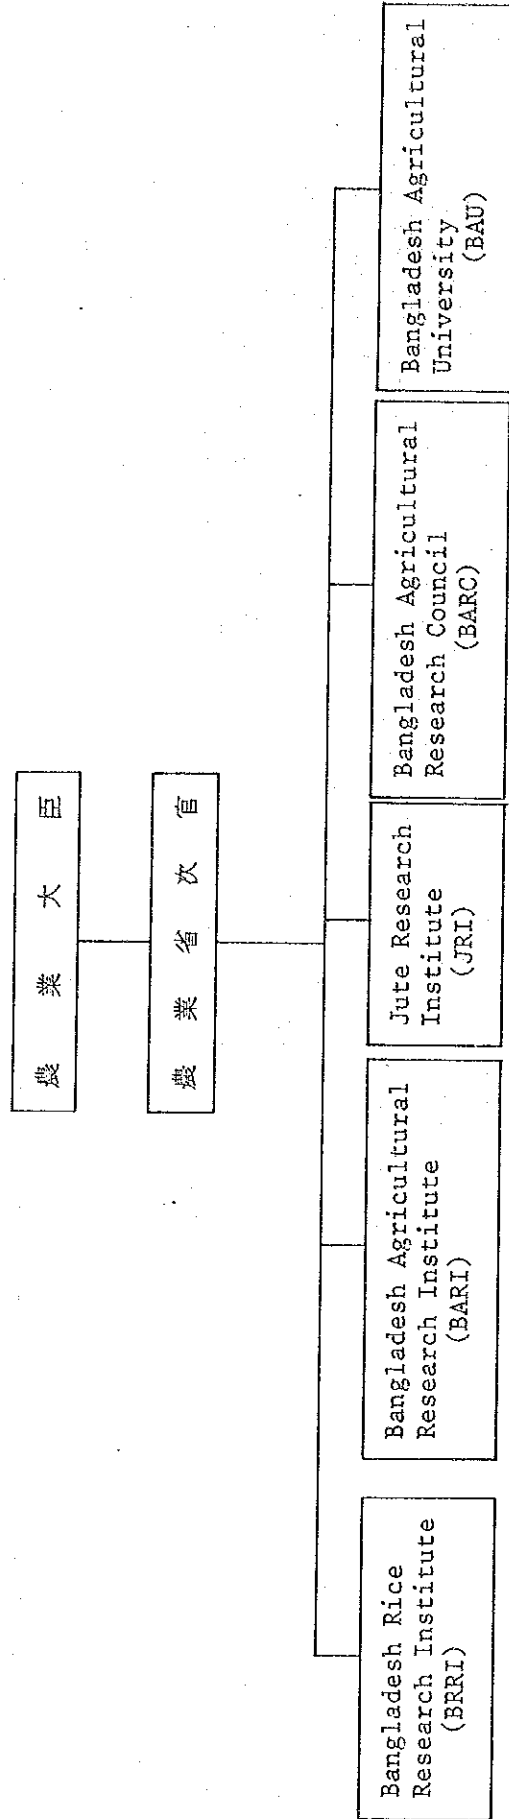 農業大臣
農業省次官
Bangladesh Rice
Research Institute
(BRRI)
Bangladesh Agricultural
Research Institute
(BARI)
Jute Research
Institute
(JRI)
Bangladesh Agricultural
Research Council
(BARC)
Bangladesh Agricultural
University
(BAU)